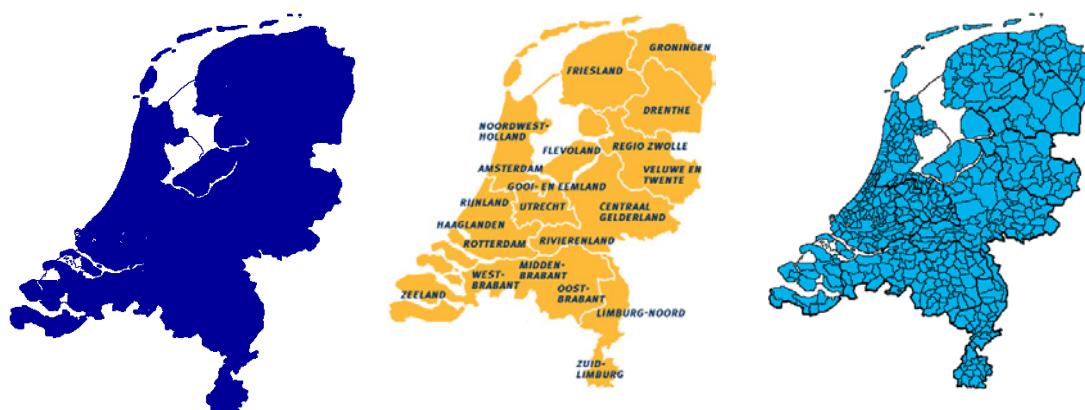 GRONINGEN
FRIESLAND
DRENTHE
NOORDWEST-
HOLLAND
FLEVOLAND
REGIO ZWOLLE
AMSTERDAM
VELUWE EN
TWENTE
GOOI- EN EEMLAND
RIJNLAND
UTRECHT
CENTRAAL
GELDERLAND
HAAGLANDEN
ROTTERDAM
RIVIERENLAND
MIDDEN-
BRABANT
WEST-
BRABANT
ZEELAND
OOST-
BRABANT
LIMBURG-NOORD
ZUID-
LIMBURG